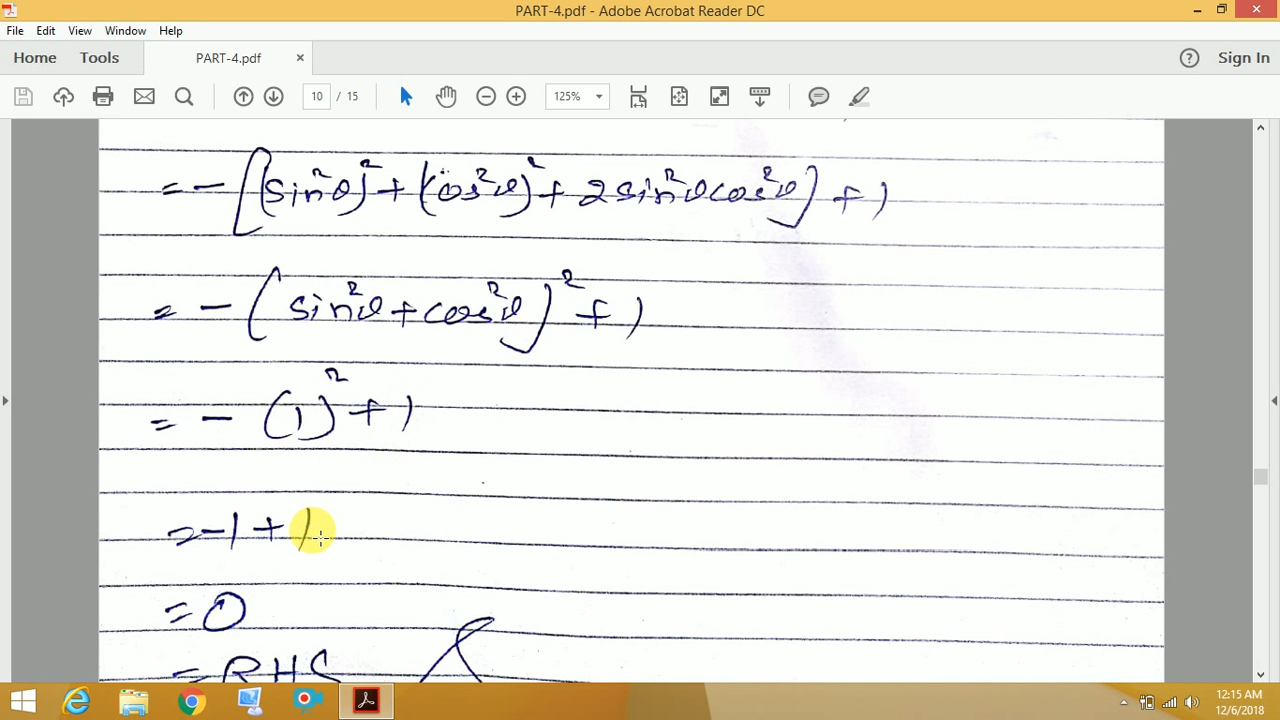 PART-4.pdf - Adobe Acrobat Reader DC
File Edit View Window Help
Home Tools PART-4.pdf × Sign In
10 / 15 125%
= - [(sin²θ)² + (cos²θ)² + 2 sin²θ cos²θ] + 1
= - (sin²θ + cos²θ)² + 1
= - (1)² + 1
= -1 + 1
= 0
= RHS
12:15 AM
12/6/2018